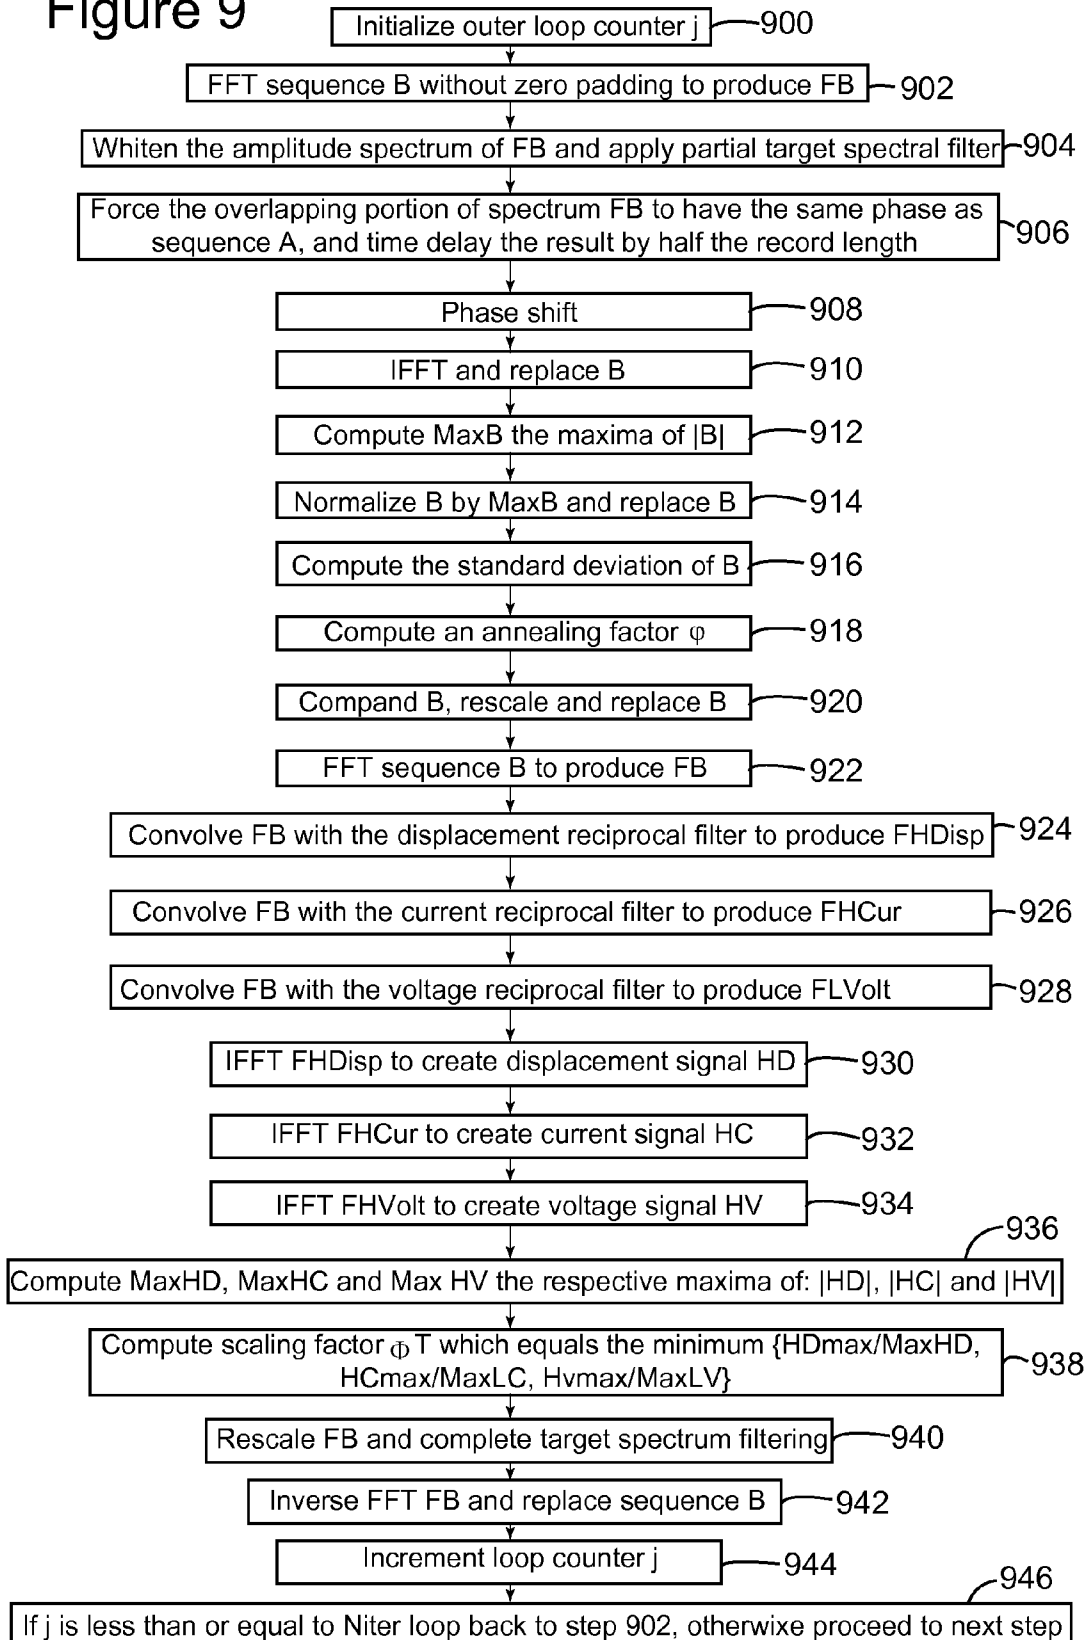 Figure 9
Initialize outer loop counter j
900
FFT sequence B without zero padding to produce FB
902
Whiten the amplitude spectrum of FB and apply partial target spectral filter
904
Force the overlapping portion of spectrum FB to have the same phase as
sequence A, and time delay the result by half the record length
906
Phase shift
908
IFFT and replace B
910
Compute MaxB the maxima of |B|
912
Normalize B by MaxB and replace B
914
Compute the standard deviation of B
916
Compute an annealing factor φ
918
Compand B, rescale and replace B
920
FFT sequence B to produce FB
922
Convolve FB with the displacement reciprocal filter to produce FHDisp
924
Convolve FB with the current reciprocal filter to produce FHCur
926
Convolve FB with the voltage reciprocal filter to produce FLVolt
928
IFFT FHDisp to create displacement signal HD
930
IFFT FHCur to create current signal HC
932
IFFT FHVolt to create voltage signal HV
934
936
Compute MaxHD, MaxHC and Max HV the respective maxima of: |HD|, |HC| and |HV|
Compute scaling factor Φ T which equals the minimum {HDmax/MaxHD,
HCmax/MaxLC, Hvmax/MaxLV}
938
Rescale FB and complete target spectrum filtering
940
Inverse FFT FB and replace sequence B
942
Increment loop counter j
944
946
If j is less than or equal to Niter loop back to step 902, otherwixe proceed to next step